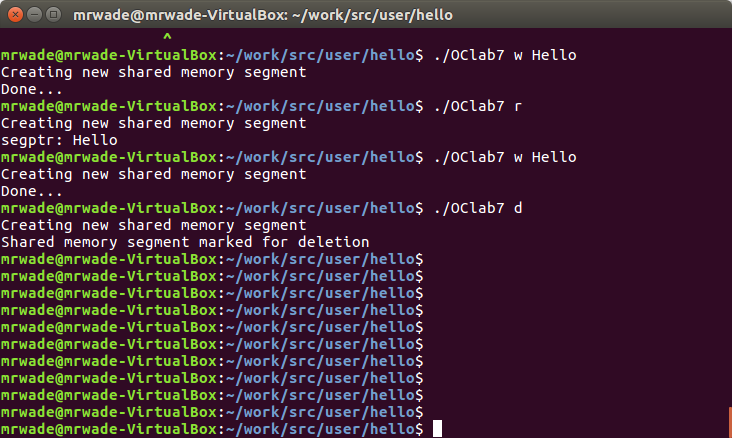 mrwade@mrwade-VirtualBox: ~/work/src/user/hello
^
mrwade@mrwade-VirtualBox:~/work/src/user/hello$ ./OClab7 w Hello
Creating new shared memory segment
Done...
mrwade@mrwade-VirtualBox:~/work/src/user/hello$ ./OClab7 r
Creating new shared memory segment
segptr: Hello
mrwade@mrwade-VirtualBox:~/work/src/user/hello$ ./OClab7 w Hello
Creating new shared memory segment
Done...
mrwade@mrwade-VirtualBox:~/work/src/user/hello$ ./OClab7 d
Creating new shared memory segment
Shared memory segment marked for deletion
mrwade@mrwade-VirtualBox:~/work/src/user/hello$
mrwade@mrwade-VirtualBox:~/work/src/user/hello$
mrwade@mrwade-VirtualBox:~/work/src/user/hello$
mrwade@mrwade-VirtualBox:~/work/src/user/hello$
mrwade@mrwade-VirtualBox:~/work/src/user/hello$
mrwade@mrwade-VirtualBox:~/work/src/user/hello$
mrwade@mrwade-VirtualBox:~/work/src/user/hello$
mrwade@mrwade-VirtualBox:~/work/src/user/hello$
mrwade@mrwade-VirtualBox:~/work/src/user/hello$
mrwade@mrwade-VirtualBox:~/work/src/user/hello$
mrwade@mrwade-VirtualBox:~/work/src/user/hello$